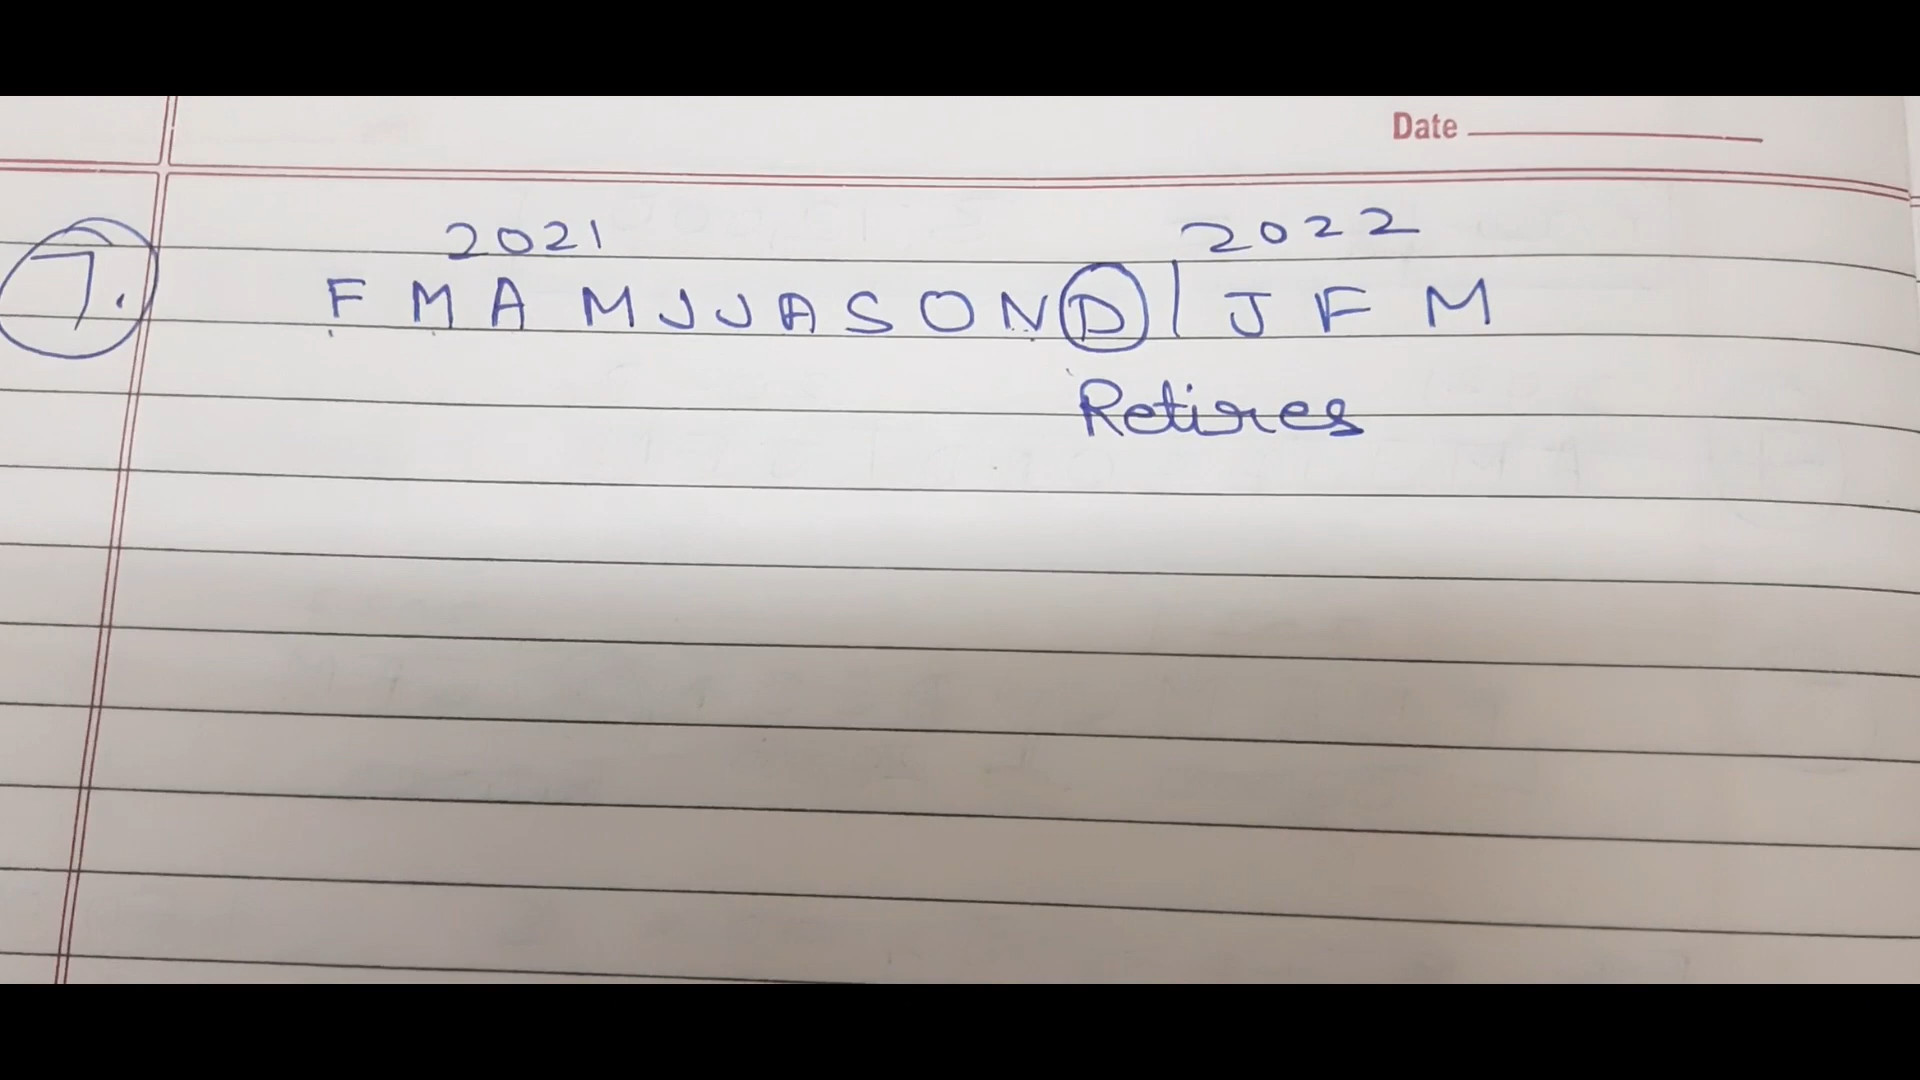 Date
7.
2021 2022
F M A M J J A S O N D | J F M
Retires